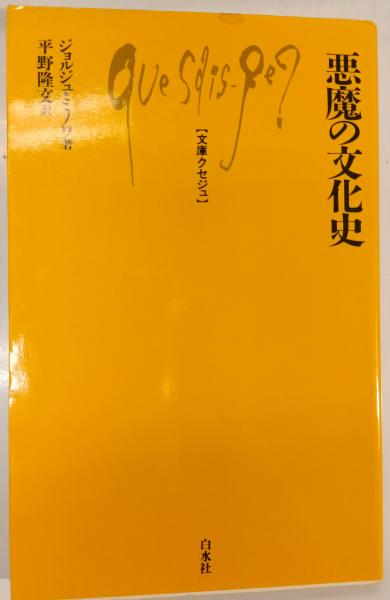 悪魔の文化史
Que sais-je?
【文庫クセジュ】
ジョルジュ・ミノワ著
平野隆文訳
白水社